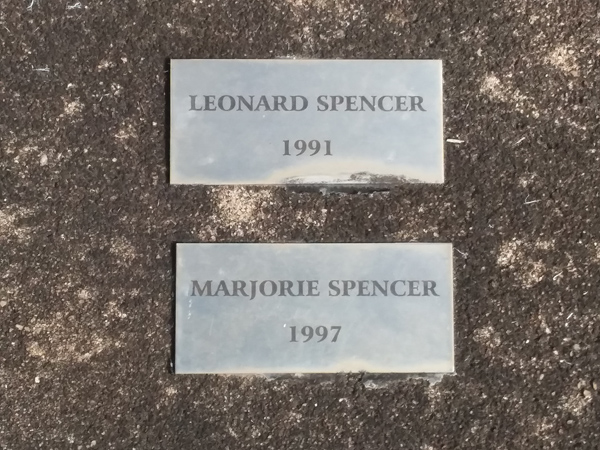 LEONARD SPENCER
1991
MARJORIE SPENCER
1997